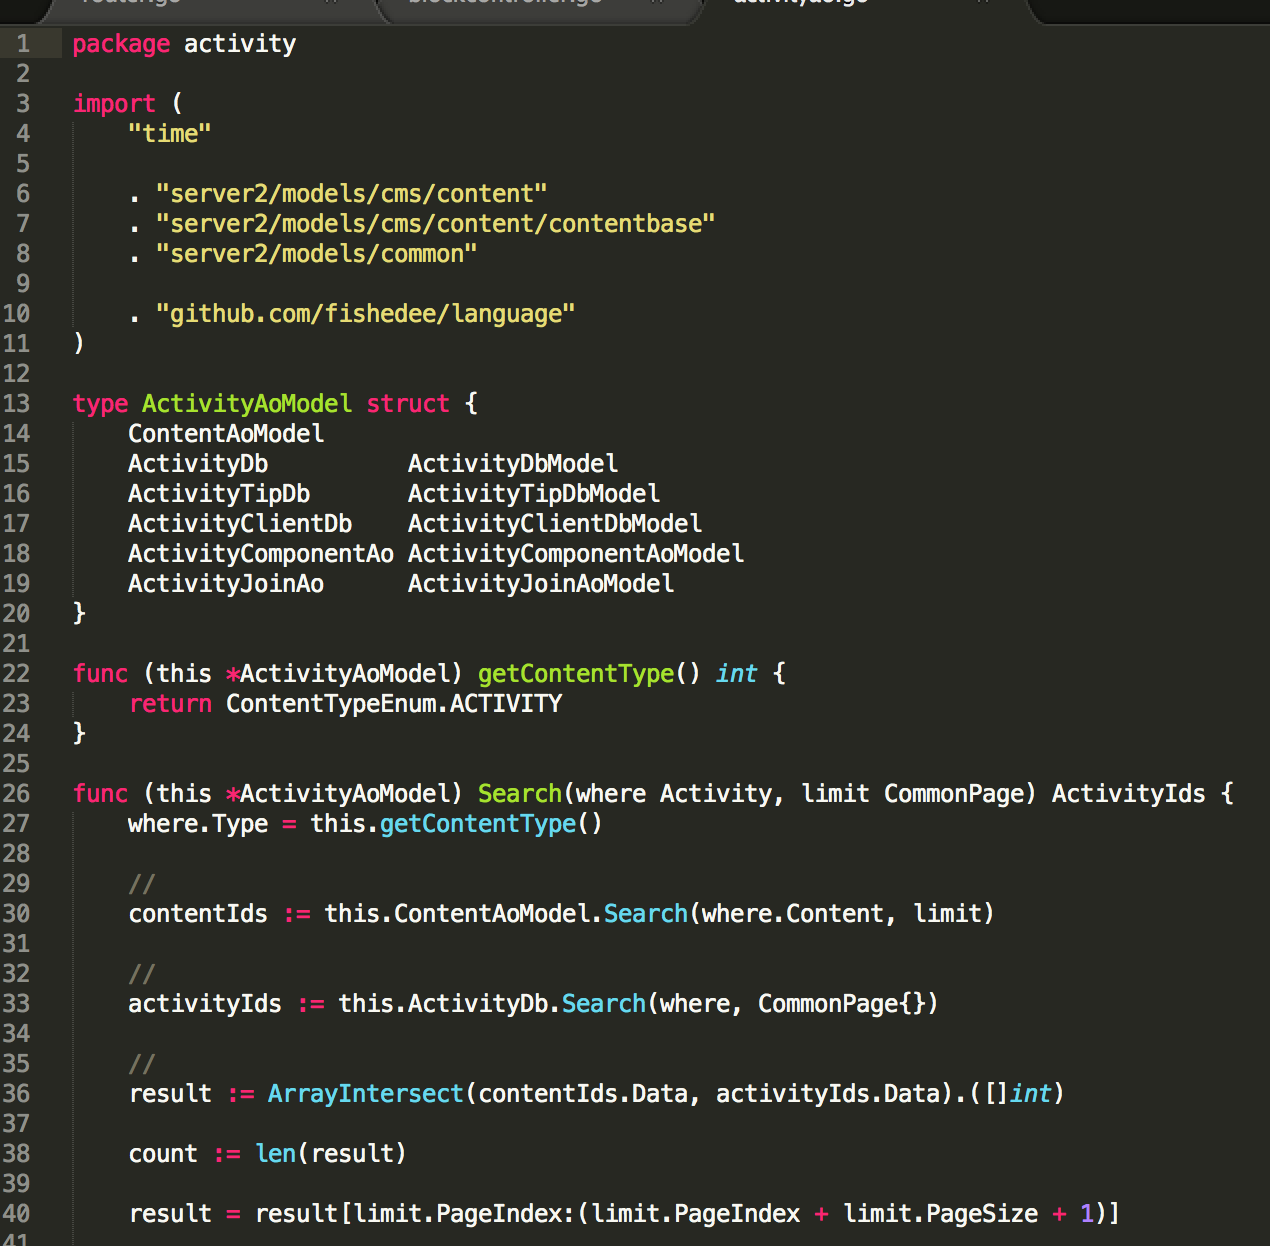 1 package activity
2
3 import (
4 "time"
5
6 . "server2/models/cms/content"
7 . "server2/models/cms/content/contentbase"
8 . "server2/models/common"
9
10 . "github.com/fishedee/language"
11 )
12
13 type ActivityAoModel struct {
14 ContentAoModel
15 ActivityDb ActivityDbModel
16 ActivityTipDb ActivityTipDbModel
17 ActivityClientDb ActivityClientDbModel
18 ActivityComponentAo ActivityComponentAoModel
19 ActivityJoinAo ActivityJoinAoModel
20 }
21
22 func (this *ActivityAoModel) getContentType() int {
23 return ContentTypeEnum.ACTIVITY
24 }
25
26 func (this *ActivityAoModel) Search(where Activity, limit CommonPage) ActivityIds {
27 where.Type = this.getContentType()
28
29 //
30 contentIds := this.ContentAoModel.Search(where.Content, limit)
31
32 //
33 activityIds := this.ActivityDb.Search(where, CommonPage{})
34
35 //
36 result := ArrayIntersect(contentIds.Data, activityIds.Data).([]int)
37
38 count := len(result)
39
40 result = result[limit.PageIndex:(limit.PageIndex + limit.PageSize + 1)]
41